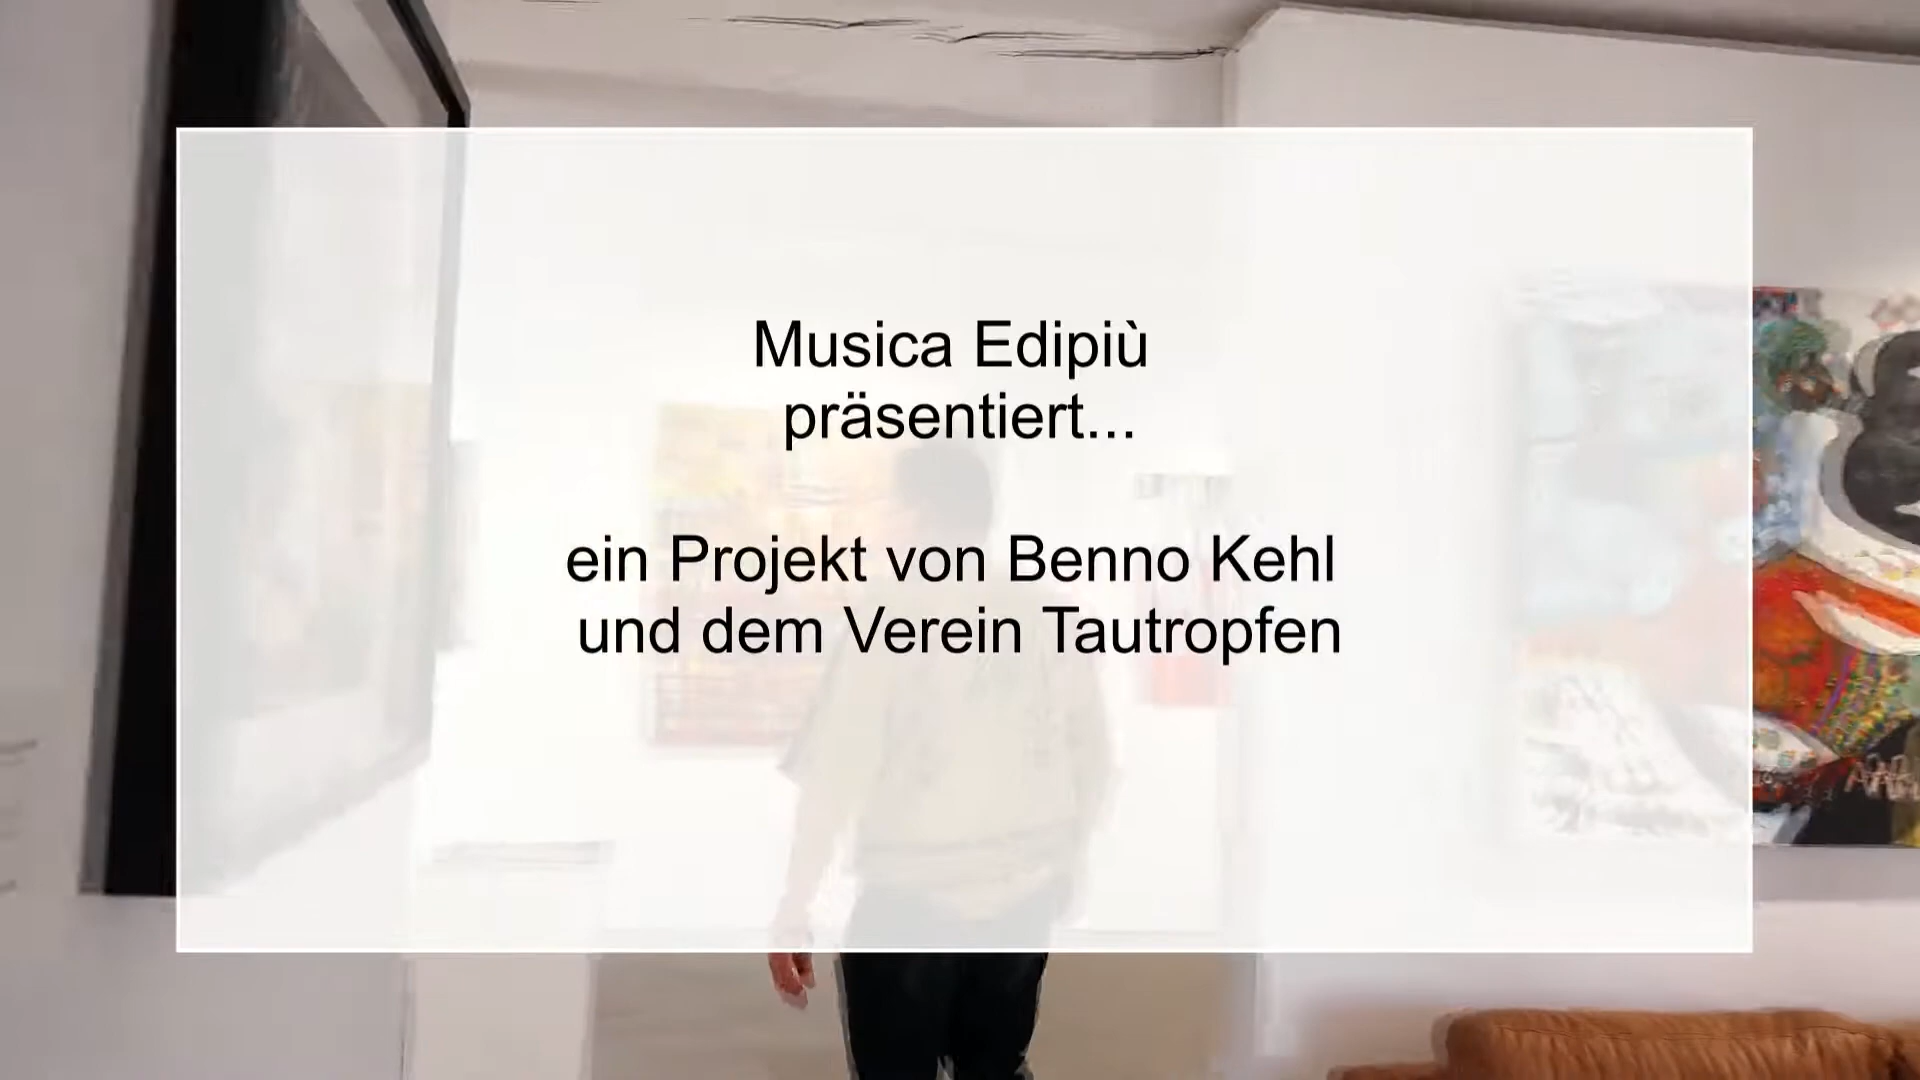 Musica Edipiù
präsentiert...
ein Projekt von Benno Kehl
und dem Verein Tautropfen